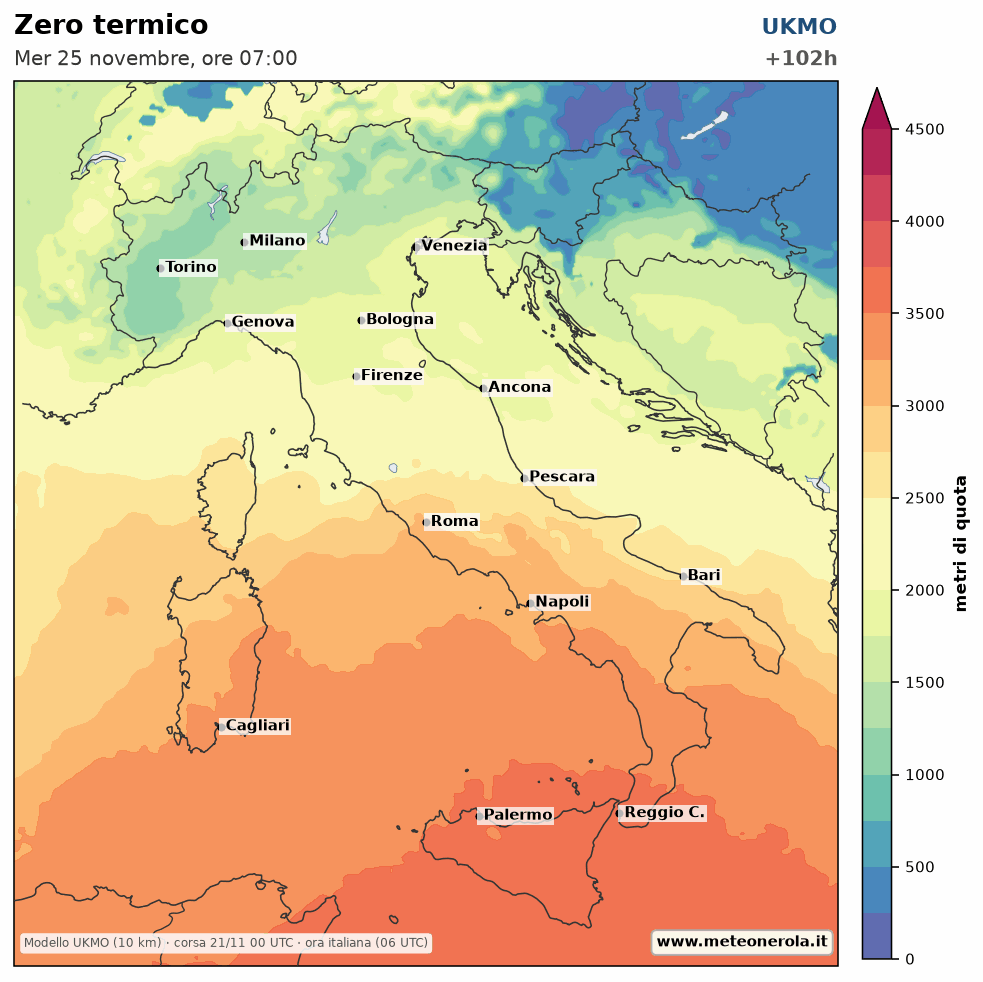 Zero termico
UKMO
Mer 25 novembre, ore 07:00
+102h
4500
4000
3500
3000
2500
2000
1500
1000
500
0
metri di quota
Milano
Venezia
Torino
Genova
Bologna
Firenze
Ancona
Pescara
Roma
Bari
Napoli
Cagliari
Palermo
Reggio C.
Modello UKMO (10 km) · corsa 21/11 00 UTC · ora italiana (06 UTC)
www.meteonerola.it